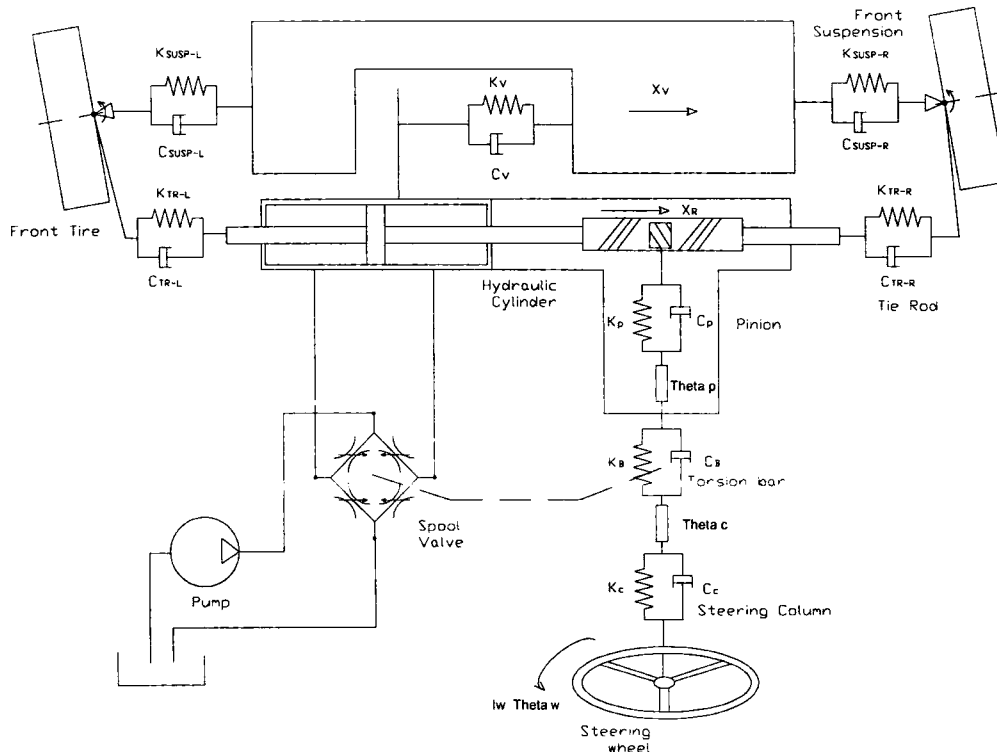 Front
Suspension
KSUSP-L
KSUSP-R
Kv
Xv
CSUSP-L
Cv
CSUSP-R
KTR-L
KTR-R
XR
Front Tire
CTR-L
CTR-R
Hydraulic
Cylinder
Tie Rod
Kp
Cp
Pinion
Theta p
KB
CB
Torsion bar
Spool
Valve
Theta c
Pump
Kc
Cc
Steering Column
Iw Theta w
Steering
wheel